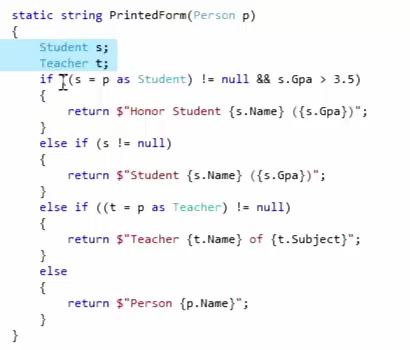 static string PrintedForm(Person p)
{
    Student s;
    Teacher t;
    if ((s = p as Student) != null && s.Gpa > 3.5)
    {
        return $"Honor Student {s.Name} ({s.Gpa})";
    }
    else if (s != null)
    {
        return $"Student {s.Name} ({s.Gpa})";
    }
    else if ((t = p as Teacher) != null)
    {
        return $"Teacher {t.Name} of {t.Subject}";
    }
    else
    {
        return $"Person {p.Name}";
    }
}